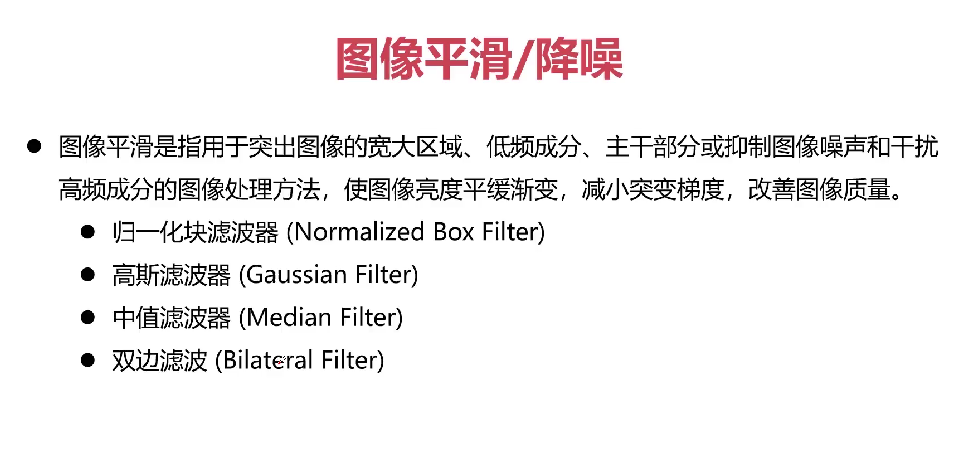 图像平滑/降噪
● 图像平滑是指用于突出图像的宽大区域、低频成分、主干部分或抑制图像噪声和干扰
高频成分的图像处理方法，使图像亮度平缓渐变，减小突变梯度，改善图像质量。
● 归一化块滤波器 (Normalized Box Filter)
● 高斯滤波器 (Gaussian Filter)
● 中值滤波器 (Median Filter)
● 双边滤波 (Bilateral Filter)